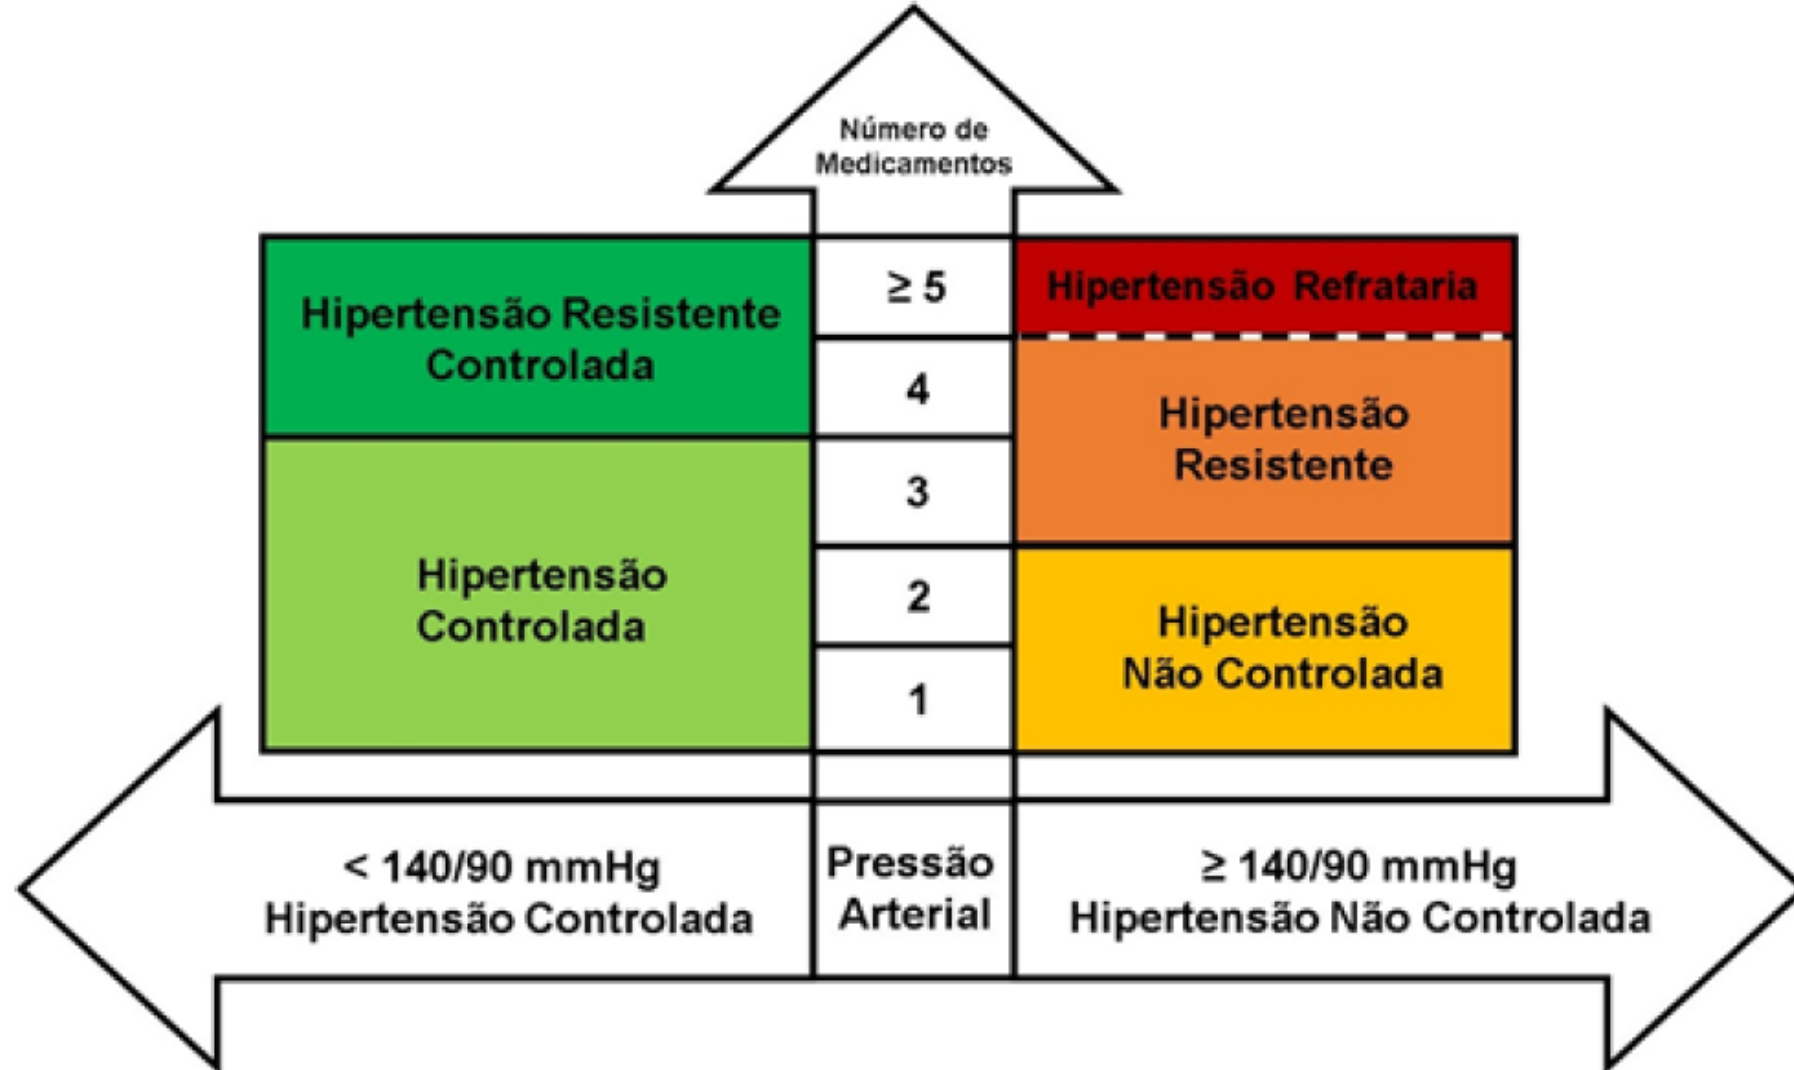 Número de
Medicamentos
Hipertensão Resistente
Controlada
Hipertensão
Controlada
≥ 5
4
3
2
1
Hipertensão Refrataria
Hipertensão
Resistente
Hipertensão
Não Controlada
< 140/90 mmHg
Hipertensão Controlada
Pressão
Arterial
≥ 140/90 mmHg
Hipertensão Não Controlada